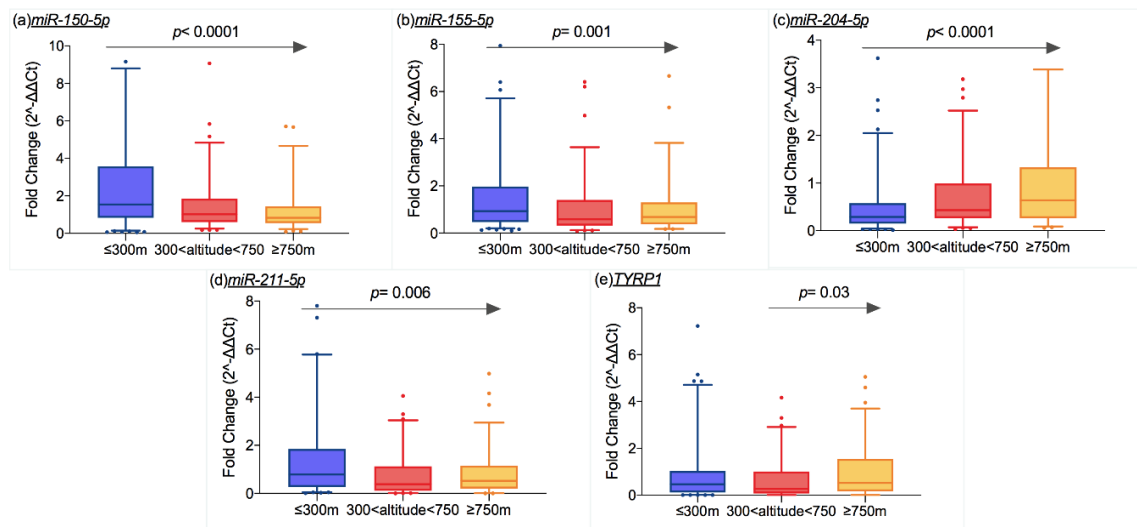 (a)miR-150-5p
p< 0.0001
Fold Change (2^-ΔΔCt)
10
8
6
4
2
0
≤300m 300<altitude<750 ≥750m
(b)miR-155-5p
p= 0.001
Fold Change (2^-ΔΔCt)
8
6
4
2
0
≤300m 300<altitude<750 ≥750m
(c)miR-204-5p
p< 0.0001
Fold Change (2^-ΔΔCt)
4
3
2
1
0
≤300m 300<altitude<750 ≥750m
(d)miR-211-5p
p= 0.006
Fold Change (2^-ΔΔCt)
8
6
4
2
0
≤300m 300<altitude<750 ≥750m
(e)TYRP1
p= 0.03
Fold Change (2^-ΔΔCt)
8
6
4
2
0
≤300m 300<altitude<750 ≥750m